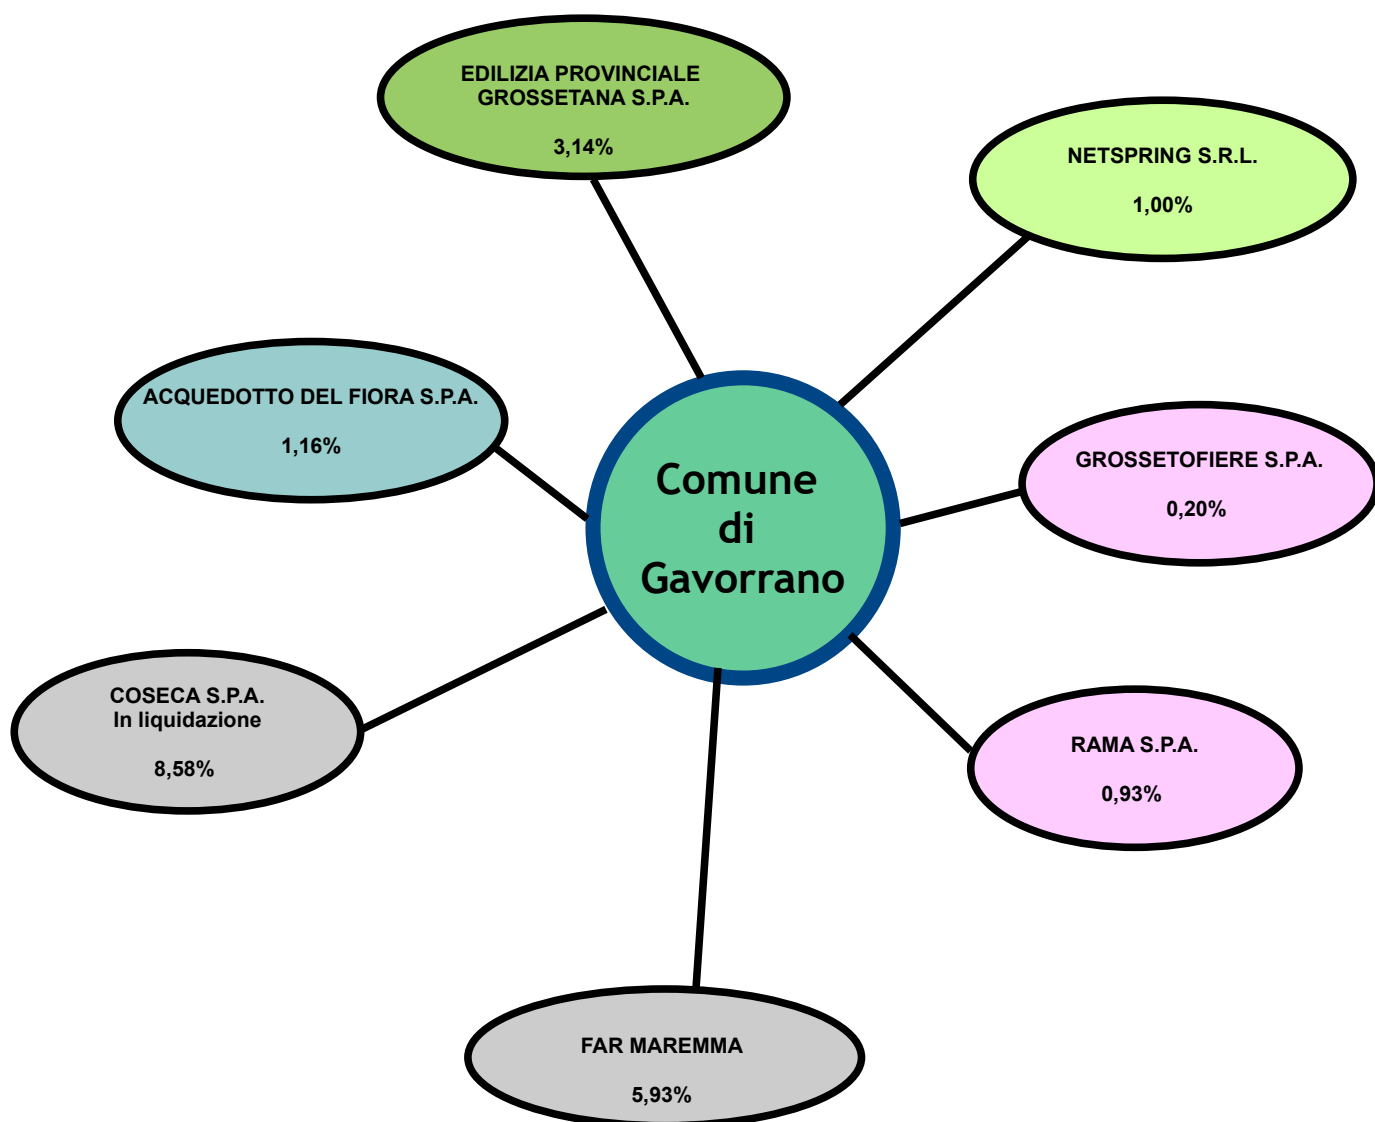 EDILIZIA PROVINCIALE
GROSSETANA S.P.A.
3,14%
NETSPRING S.R.L.
1,00%
ACQUEDOTTO DEL FIORA S.P.A.
1,16%
Comune
di
Gavorrano
GROSSETOFIERE S.P.A.
0,20%
COSECA S.P.A.
In liquidazione
8,58%
RAMA S.P.A.
0,93%
FAR MAREMMA
5,93%